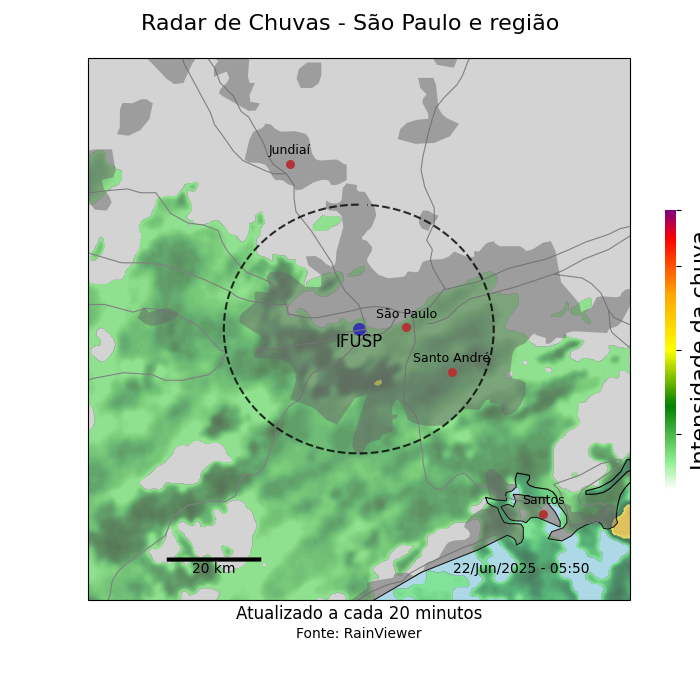 Radar de Chuvas - São Paulo e região
Jundiaí
São Paulo
IFUSP
Santo André
Santos
20 km
22/Jun/2025 - 05:50
Intensidade da chuva
Atualizado a cada 20 minutos
Fonte: RainViewer